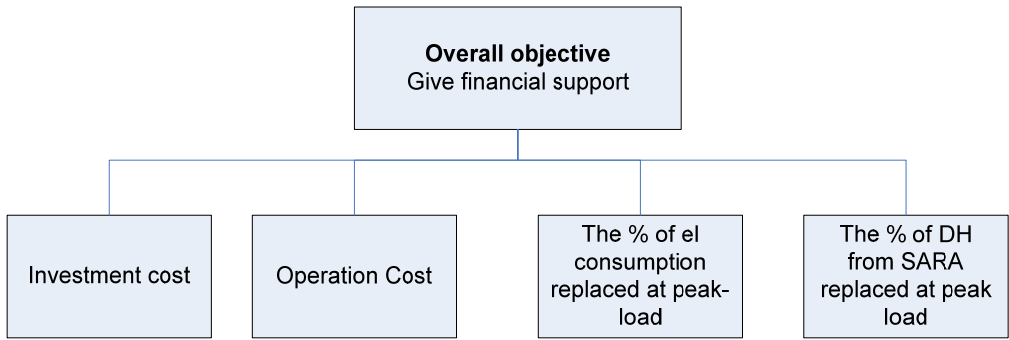 Overall objective
Give financial support
Investment cost
Operation Cost
The % of el
consumption
replaced at peak-
load
The % of DH
from SARA
replaced at peak
load